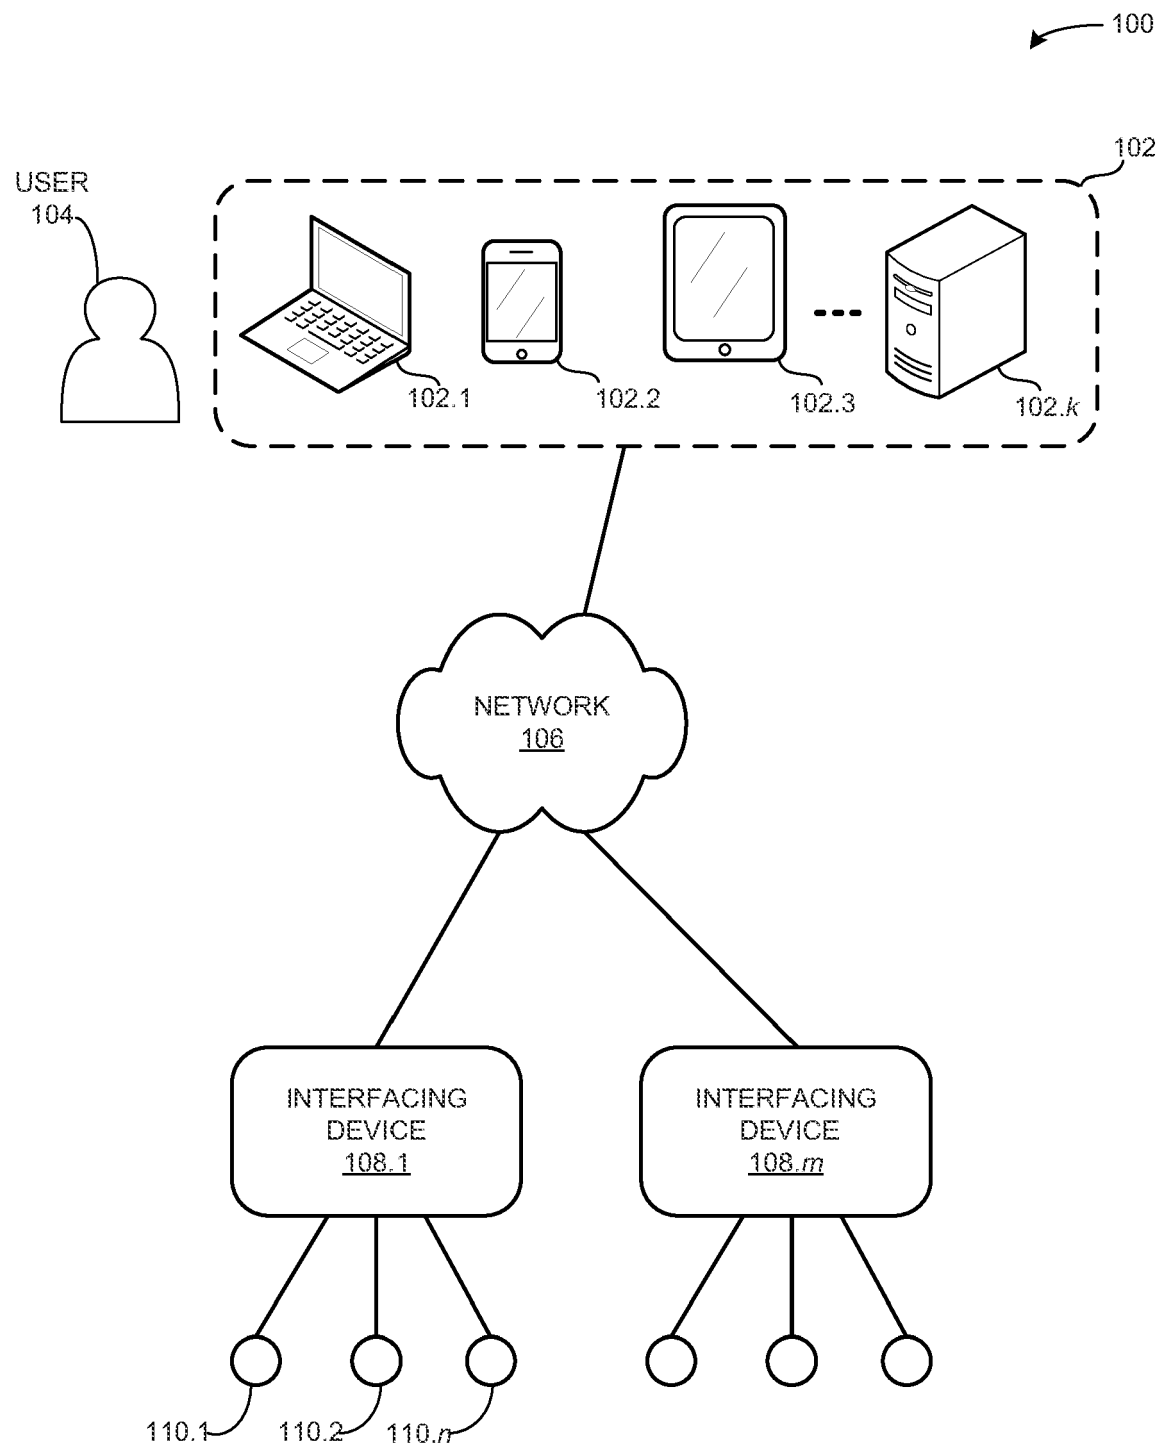 100
102
USER
104
102.1
102.2
102.3
102.k
NETWORK
106
INTERFACING
DEVICE
108.1
INTERFACING
DEVICE
108.m
110.1
110.2
110.n